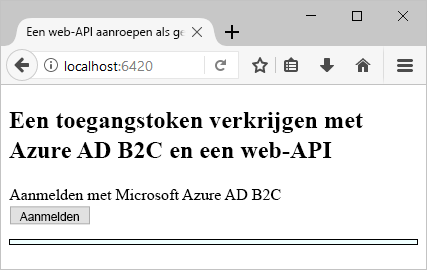 Een web-API aanroepen als ge
localhost:6420
Een toegangstoken verkrijgen met
Azure AD B2C en een web-API
Aanmelden met Microsoft Azure AD B2C
Aanmelden